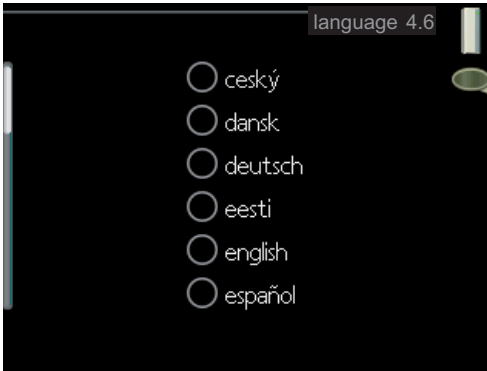 language 4.6
ceský
dansk
deutsch
eesti
english
español